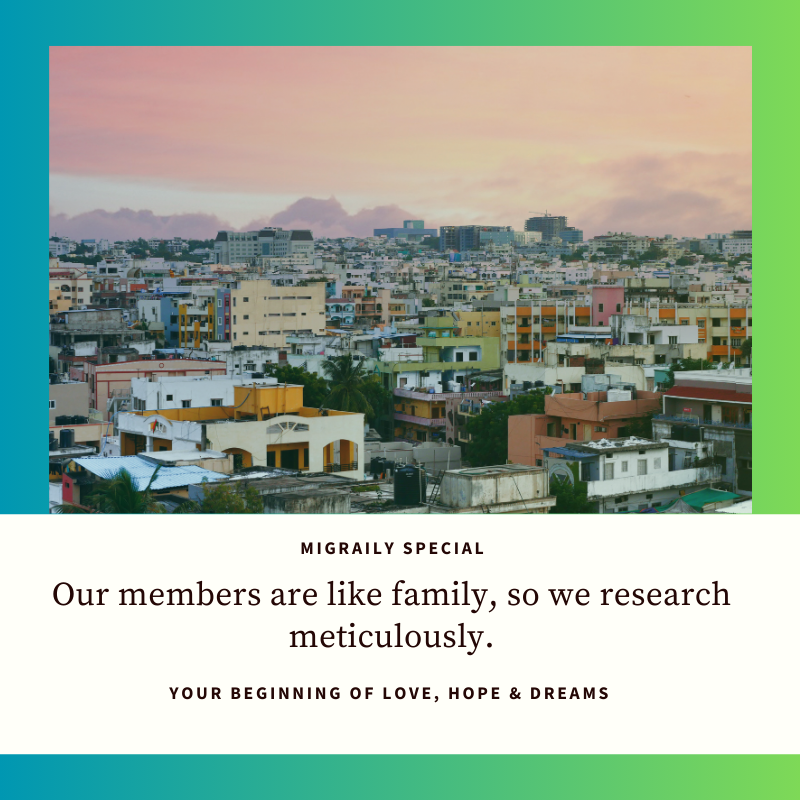 MIGRAILY SPECIAL
Our members are like family, so we research
meticulously.
YOUR BEGINNING OF LOVE, HOPE & DREAMS